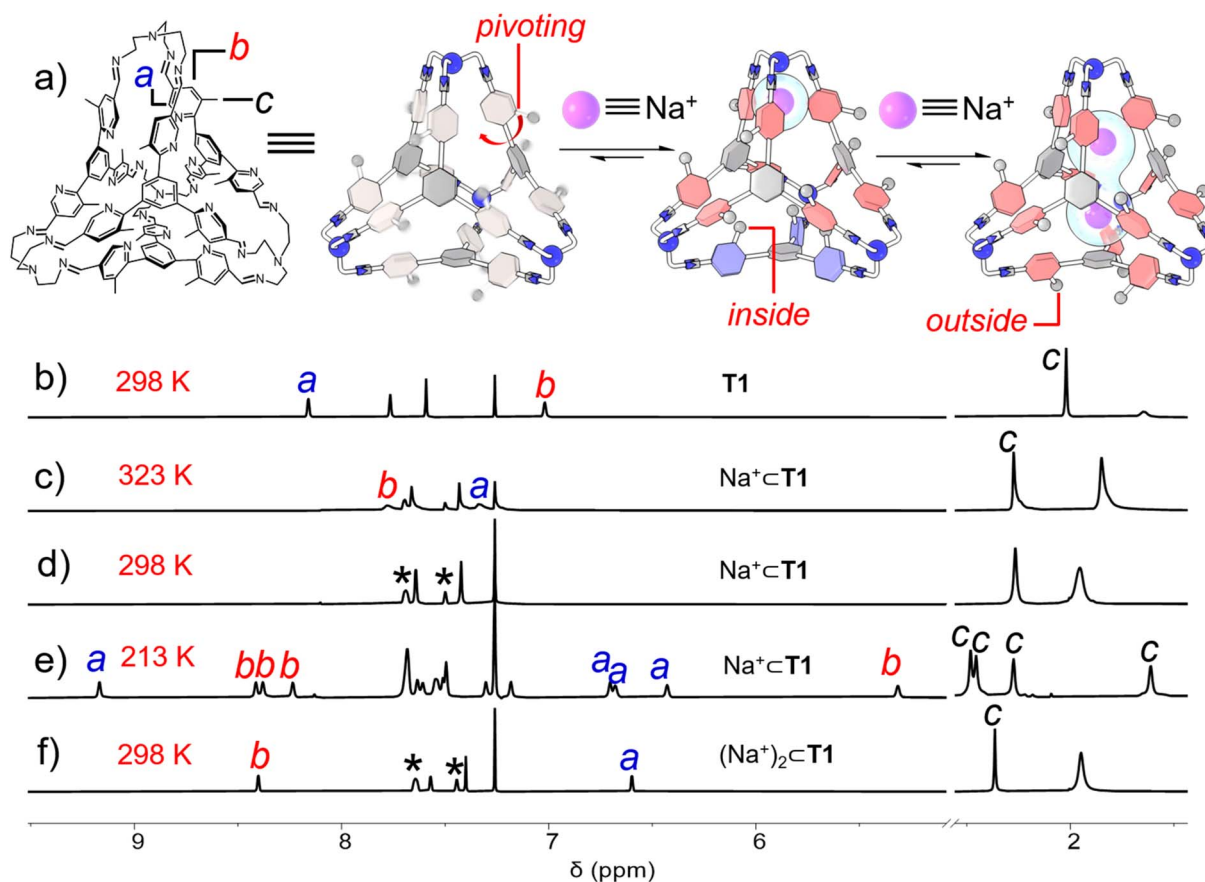 pivoting
a)
a
b
c
≡Na⁺
≡Na⁺
inside
outside
b) 298 K a b T1 c
c) 323 K b a Na⁺⊂T1 c
d) 298 K * * Na⁺⊂T1
e) a 213 K bb b a a a Na⁺⊂T1 b c c c c
f) 298 K b * * a (Na⁺)₂⊂T1 c
9 8 7 6 2
δ (ppm)